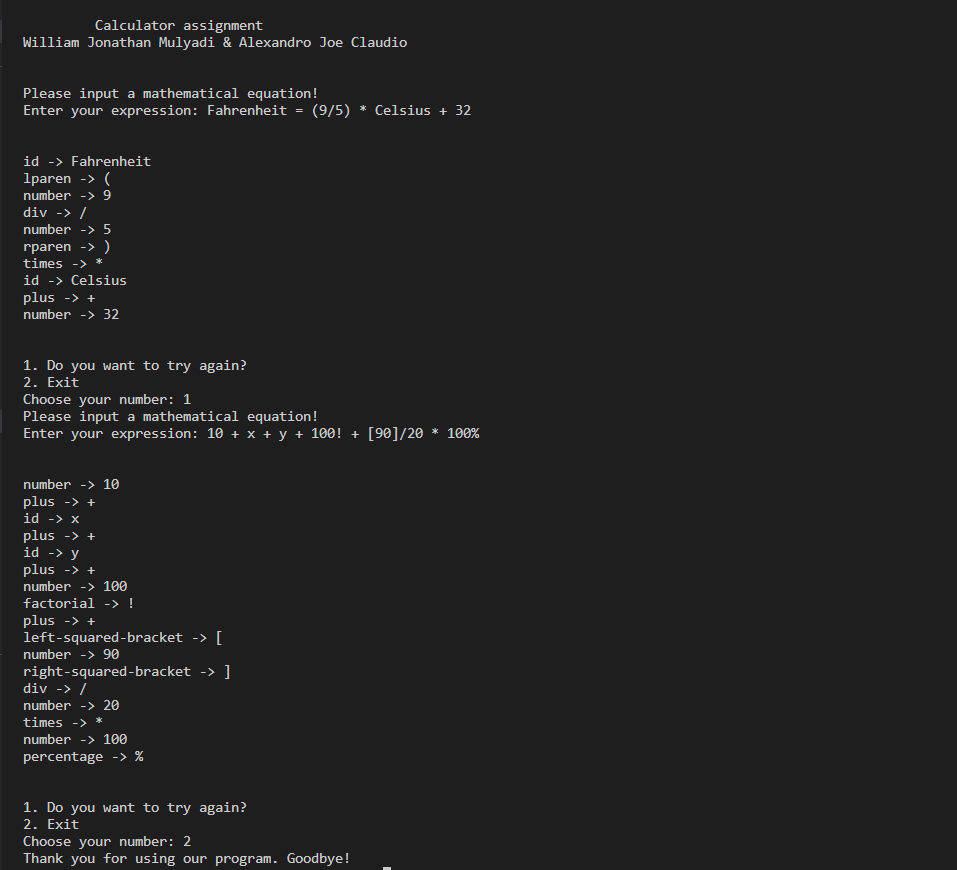 Calculator assignment
William Jonathan Mulyadi & Alexandro Joe Claudio
Please input a mathematical equation!
Enter your expression: Fahrenheit = (9/5) * Celsius + 32
id -> Fahrenheit
lparen -> (
number -> 9
div -> /
number -> 5
rparen -> )
times -> *
id -> Celsius
plus -> +
number -> 32
1. Do you want to try again?
2. Exit
Choose your number: 1
Please input a mathematical equation!
Enter your expression: 10 + x + y + 100! + [90]/20 * 100%
number -> 10
plus -> +
id -> x
plus -> +
id -> y
plus -> +
number -> 100
factorial -> !
plus -> +
left-squared-bracket -> [
number -> 90
right-squared-bracket -> ]
div -> /
number -> 20
times -> *
number -> 100
percentage -> %
1. Do you want to try again?
2. Exit
Choose your number: 2
Thank you for using our program. Goodbye!